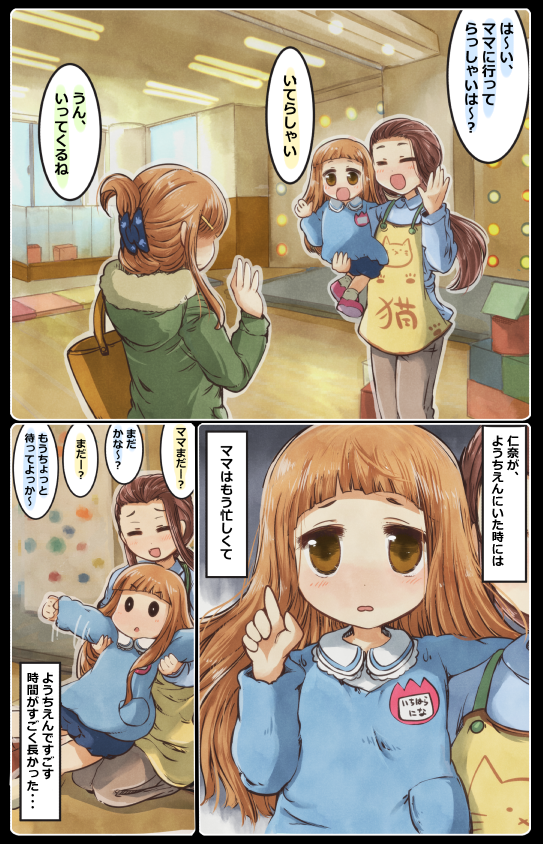 は～い、
ママに行って
らっしゃいは～?
いてらしゃい
うん、
いってくるね
猫
仁奈が、
ようちえんにいた時には
ママはもう忙しくて
いちはら
にな
ママまだー?
まだ
かな～?
まだー?
もうちょっと
待ってよっか～
ようちえんですごす
時間がすごく長かった・・・